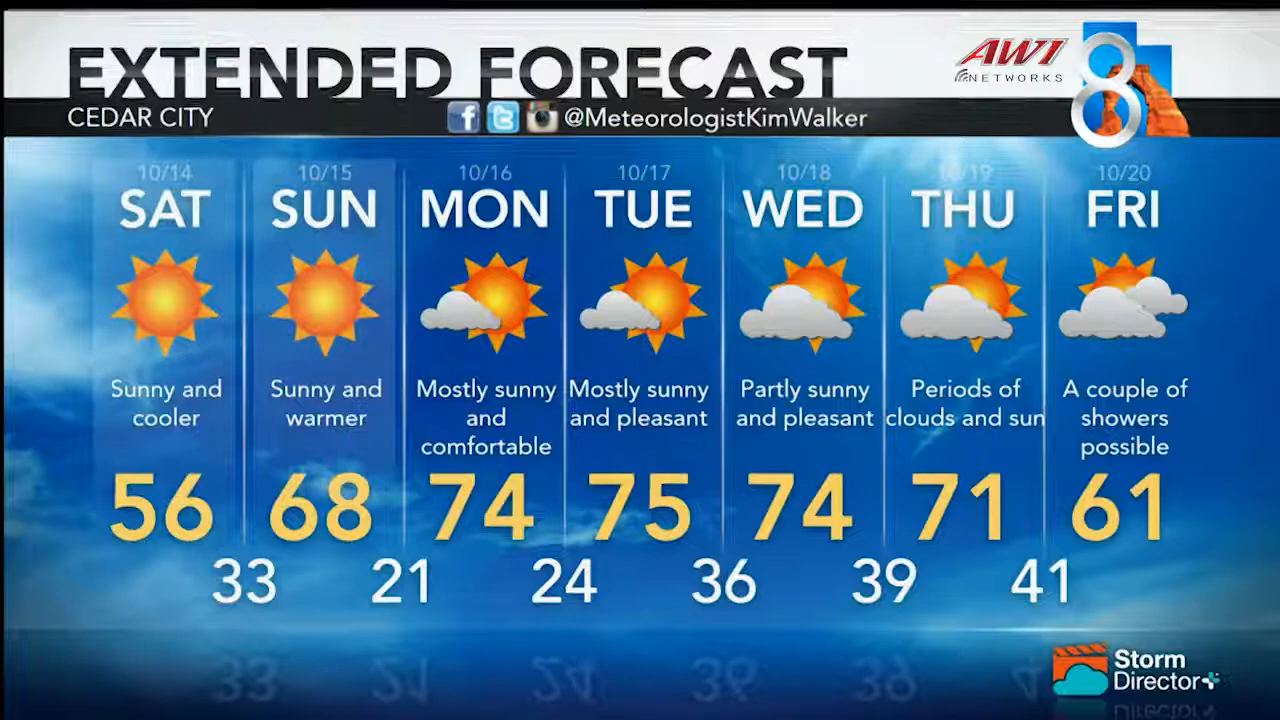 EXTENDED FORECAST
AWI
NETWORKS
8
CEDAR CITY
@MeteorologistKimWalker
10/14 10/15 10/16 10/17 10/18 10/19 10/20
SAT SUN MON TUE WED THU FRI
Sunny and cooler
Sunny and warmer
Mostly sunny and comfortable
Mostly sunny and pleasant
Partly sunny and pleasant
Periods of clouds and sun
A couple of showers possible
56 68 74 75 74 71 61
33 21 24 36 39 41
Storm
Director+